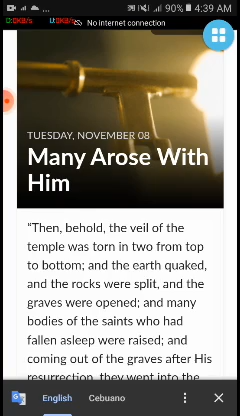 U:0KB/s U:0KB/s No internet connection 90% 4:39 AM
TUESDAY, NOVEMBER 08
Many Arose With
Him
“Then, behold, the veil of the
temple was torn in two from top
to bottom; and the earth quaked,
and the rocks were split, and the
graves were opened; and many
bodies of the saints who had
fallen asleep were raised; and
coming out of the graves after His
resurrection, they went into the
English Cebuano